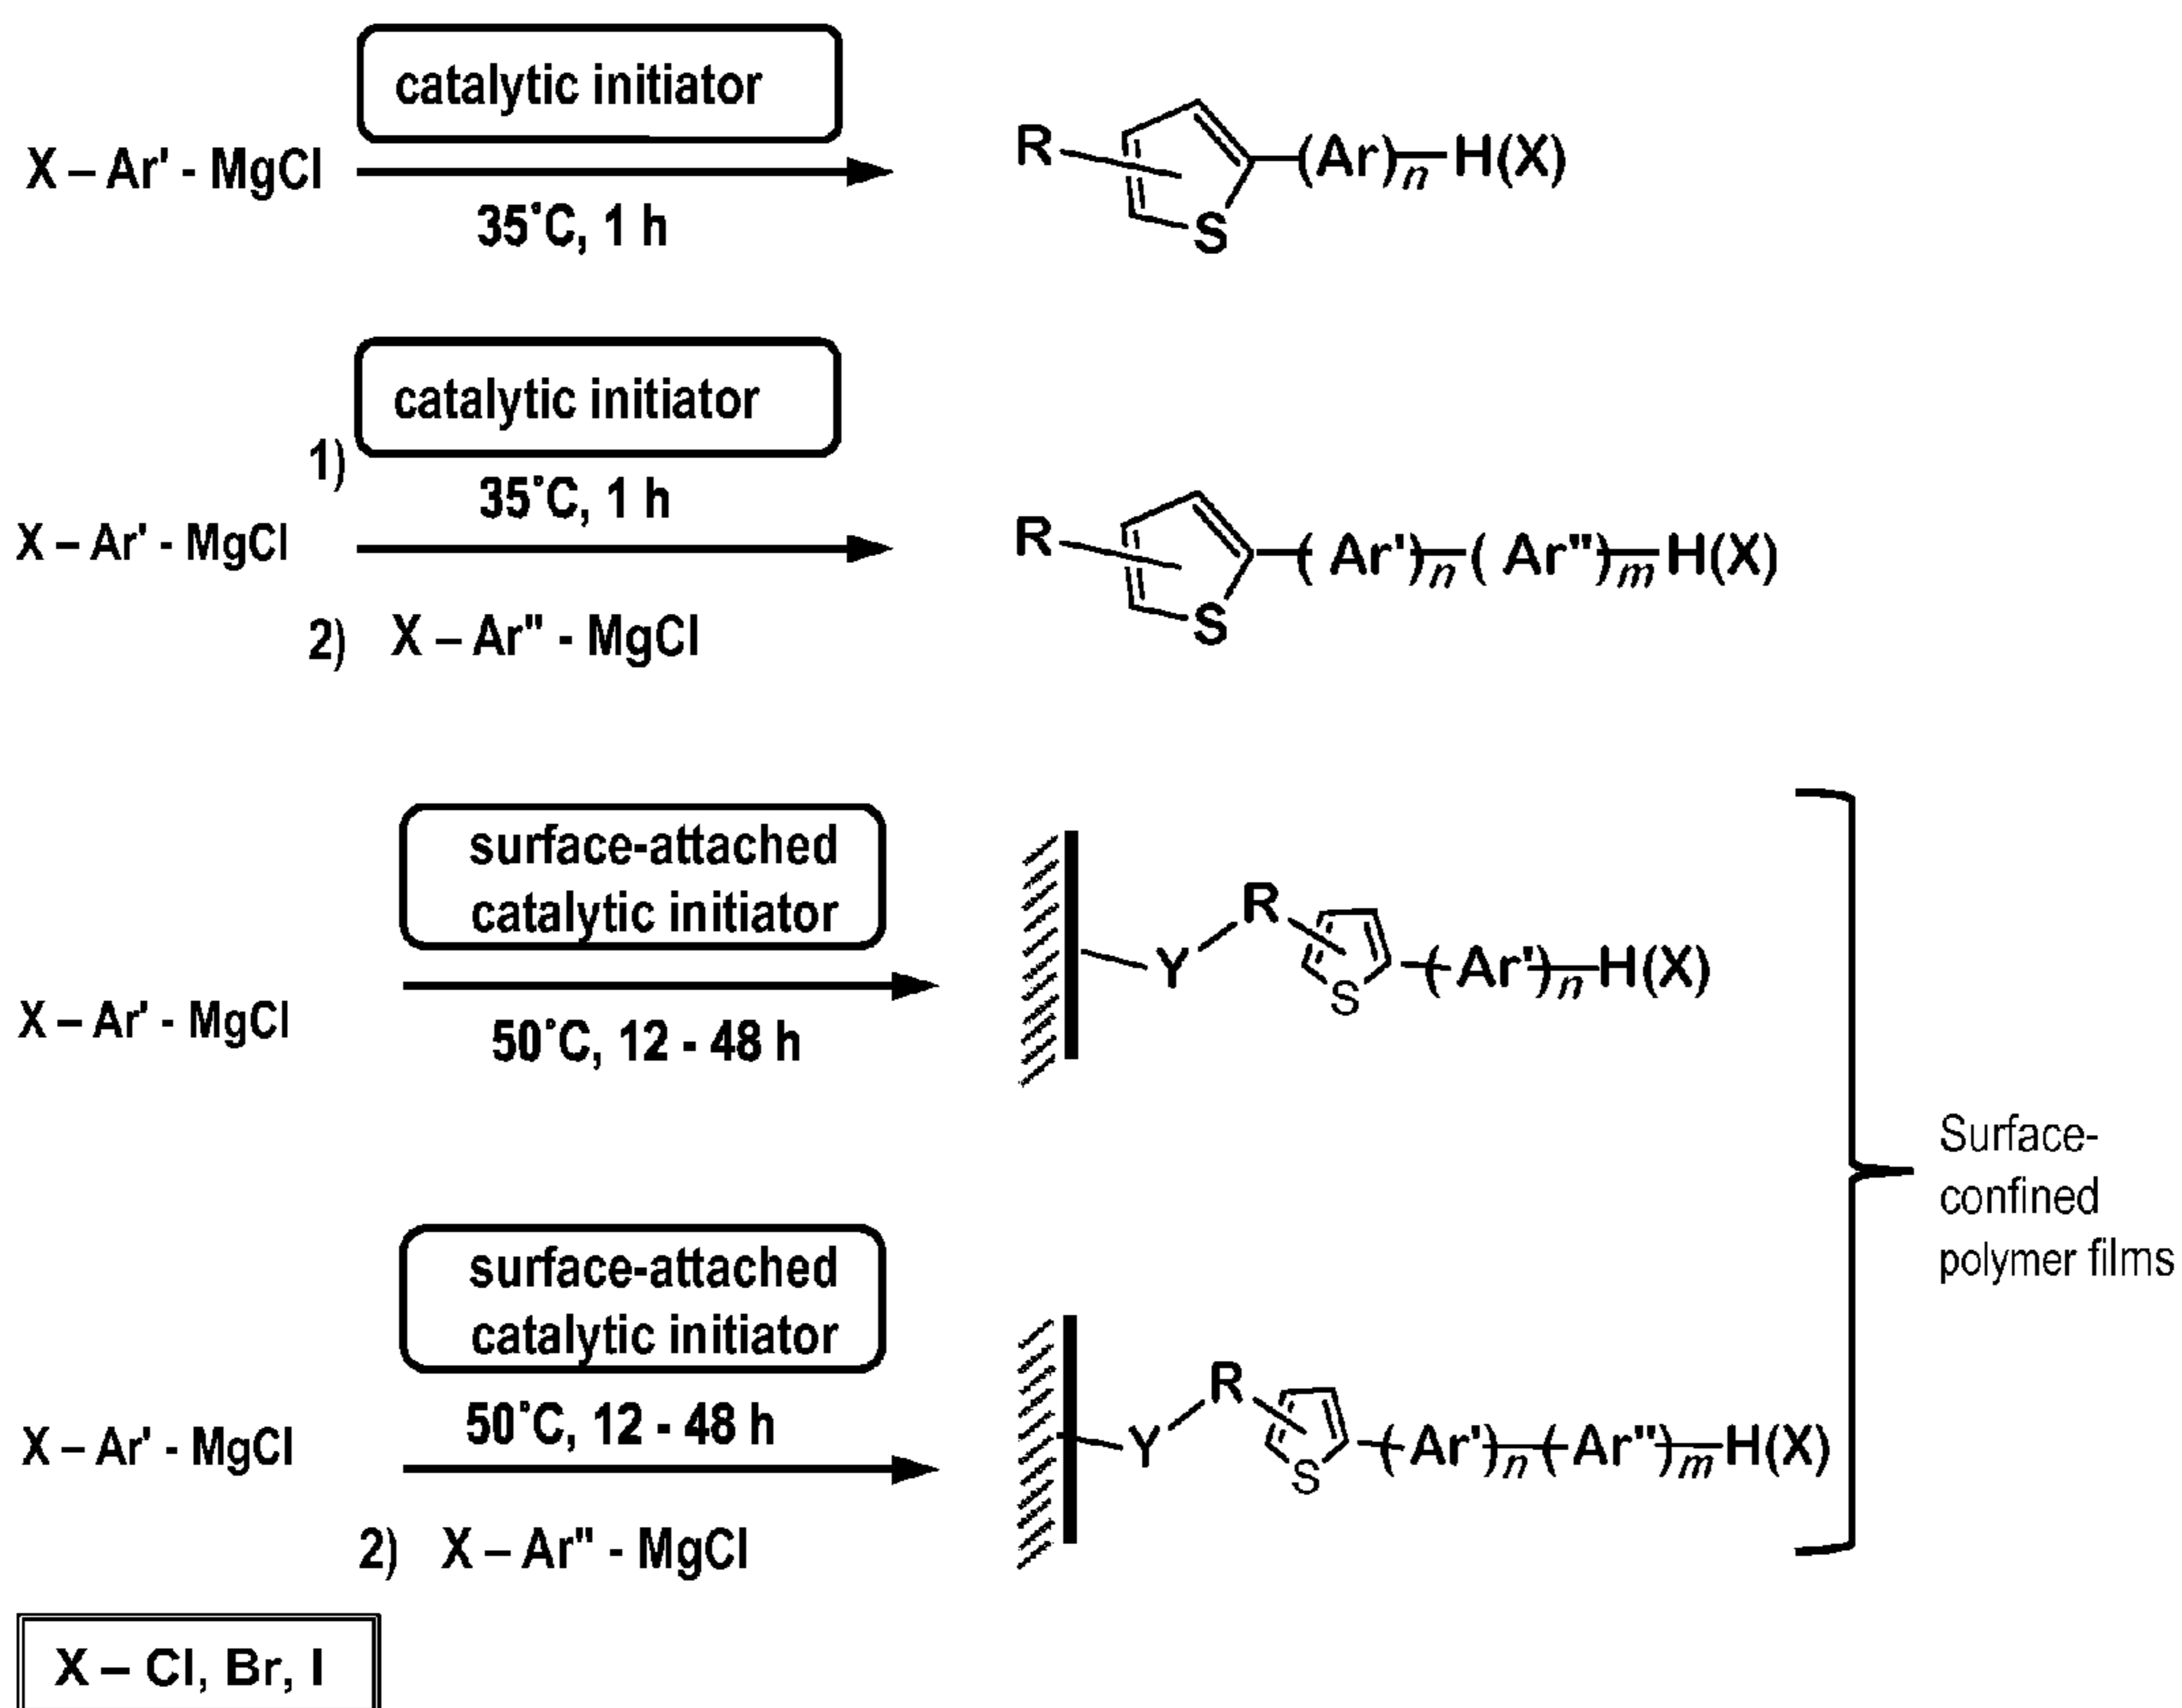 catalytic initiator
X – Ar' - MgCl
35°C, 1 h
R
S
(Ar)n H(X)
catalytic initiator
1)
35°C, 1 h
X – Ar' - MgCl
2) X – Ar" - MgCl
R
S
( Ar')n ( Ar")m H(X)
surface-attached
catalytic initiator
X – Ar' - MgCl
50°C, 12 - 48 h
Y
R
S
( Ar')n H(X)
Surface-
confined
polymer films
surface-attached
catalytic initiator
50°C, 12 - 48 h
X – Ar' - MgCl
2) X – Ar" - MgCl
Y
R
S
( Ar')n ( Ar")m H(X)
X – Cl, Br, I